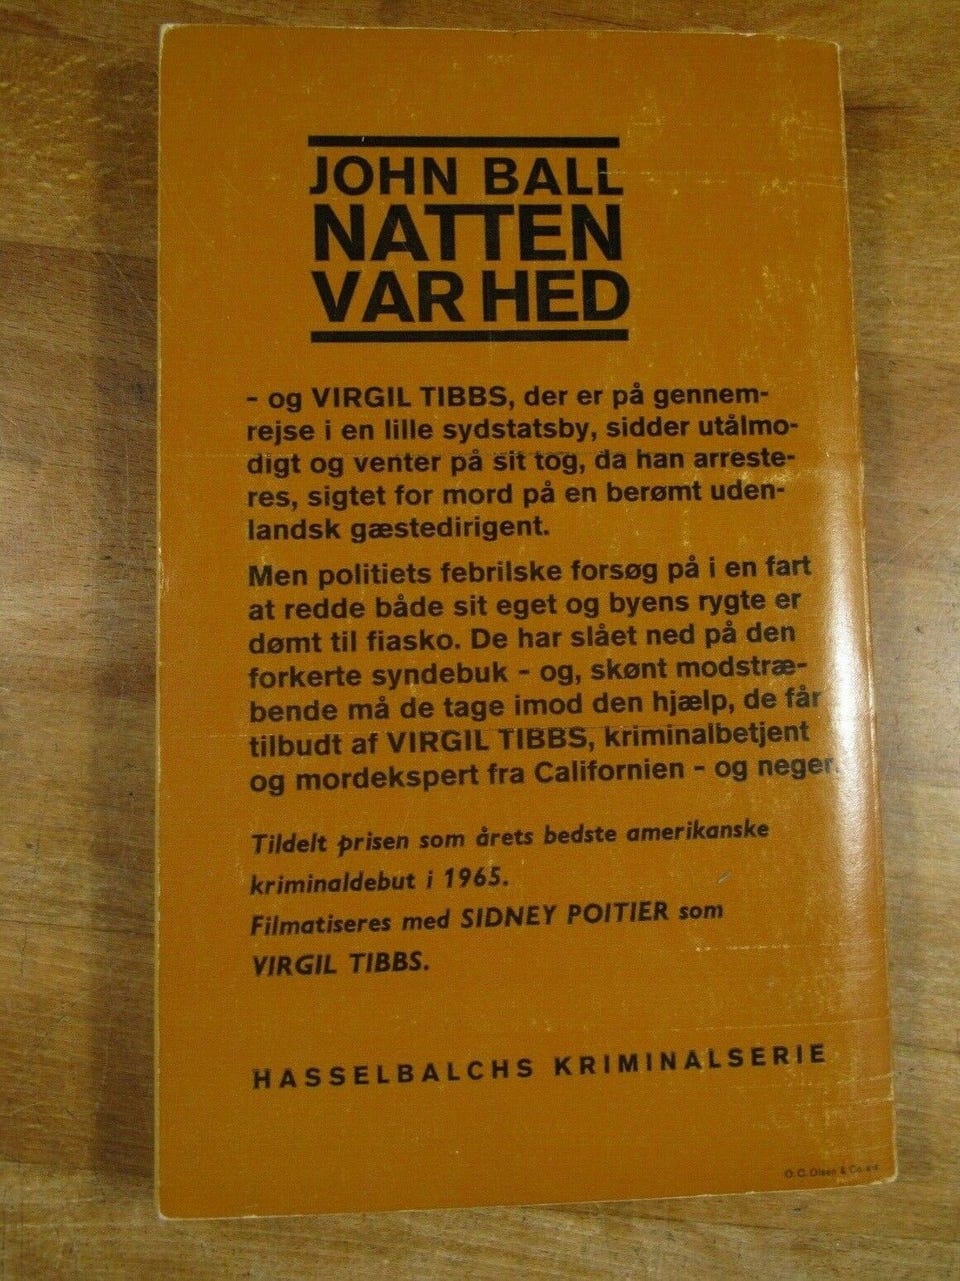 JOHN BALL
NATTEN
VAR HED
- og VIRGIL TIBBS, der er på gennem-
rejse i en lille sydstatsby, sidder utålmo-
digt og venter på sit tog, da han arreste-
res, sigtet for mord på en berømt uden-
landsk gæstedirigent.
Men politiets febrilske forsøg på i en fart
at redde både sit eget og byens rygte er
dømt til fiasko. De har slået ned på den
forkerte syndebuk - og, skønt modstræ-
bende må de tage imod den hjælp, de får
tilbudt af VIRGIL TIBBS, kriminalbetjent
og mordekspert fra Californien - og neger.
Tildelt prisen som årets bedste amerikanske
kriminaldebut i 1965.
Filmatiseres med SIDNEY POITIER som
VIRGIL TIBBS.
HASSELBALCHS KRIMINALSERIE
O. C. Olsen & Co.